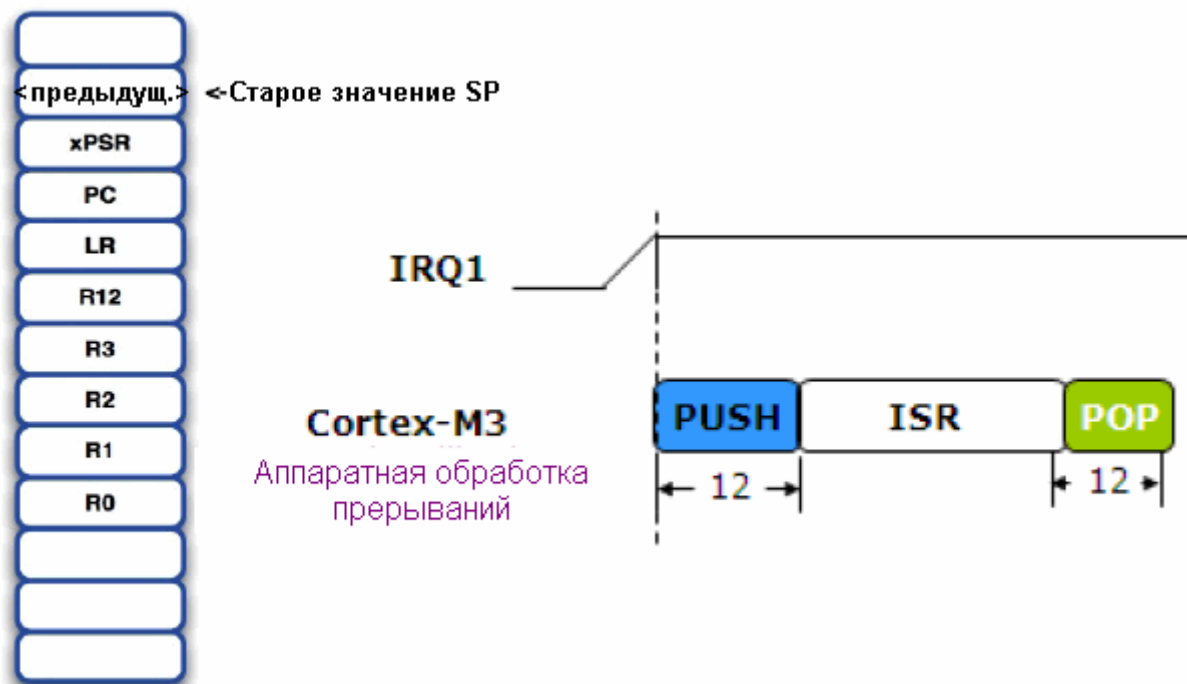 <предыдущ.> <-Старое значение SP
xPSR
PC
LR
R12
R3
R2
R1
R0
IRQ1
Cortex-M3
Аппаратная обработка
прерываний
PUSH ISR POP
12 12